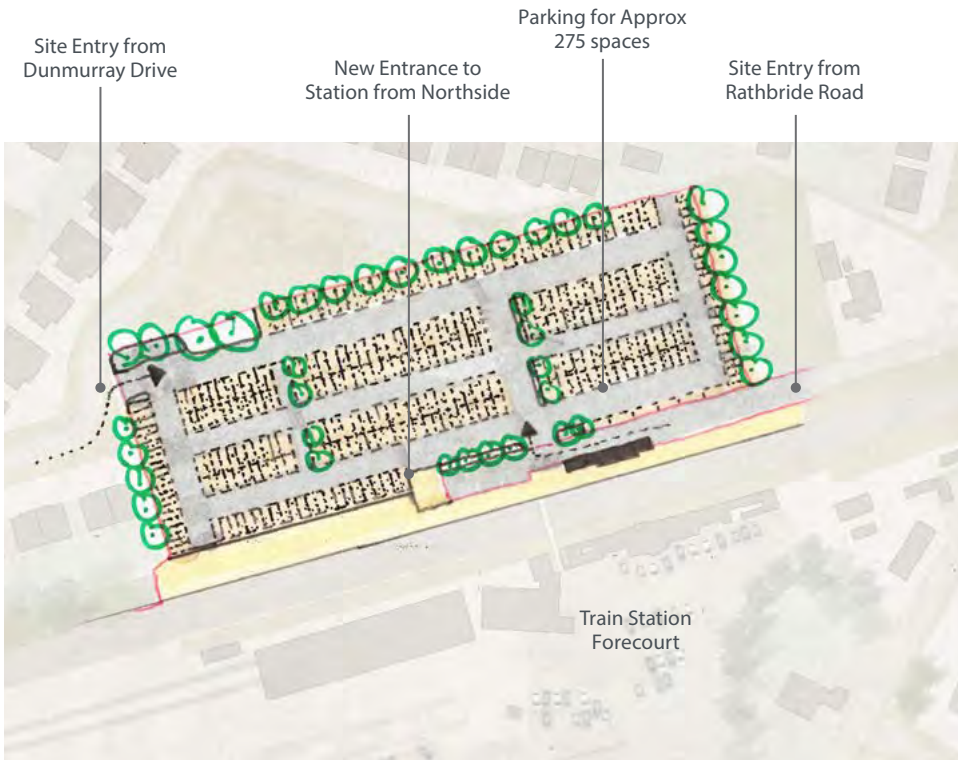 Parking for Approx
275 spaces
Site Entry from
Dunmurray Drive
New Entrance to
Station from Northside
Site Entry from
Rathbride Road
Train Station
Forecourt